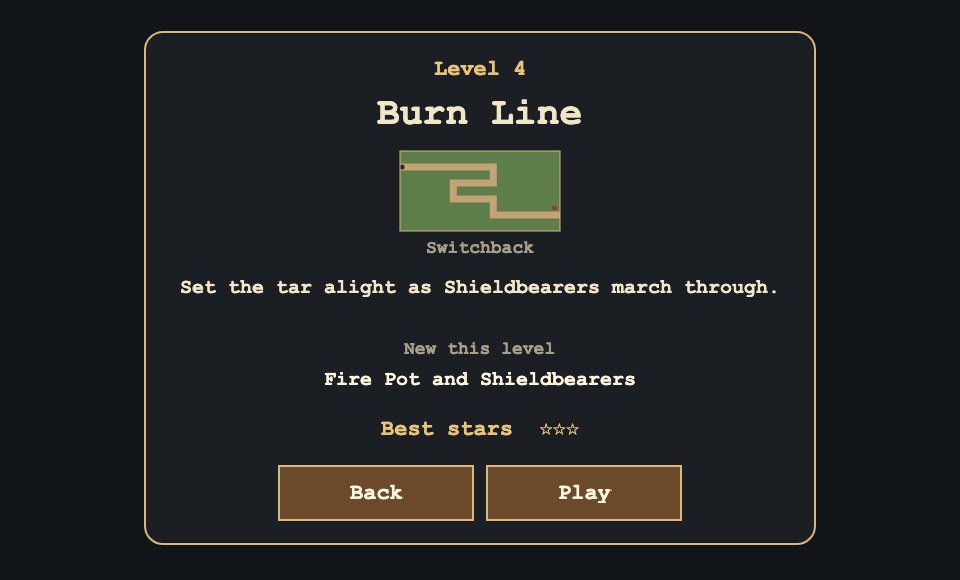 Level 4
Burn Line
Switchback
Set the tar alight as Shieldbearers march through.
New this level
Fire Pot and Shieldbearers
Best stars ☆☆☆
Back
Play